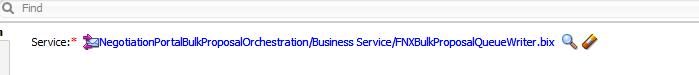 Find
Service:* NegotiationPortalBulkProposalOrchestration/Business Service/FNXBulkProposalQueueWriter.bix